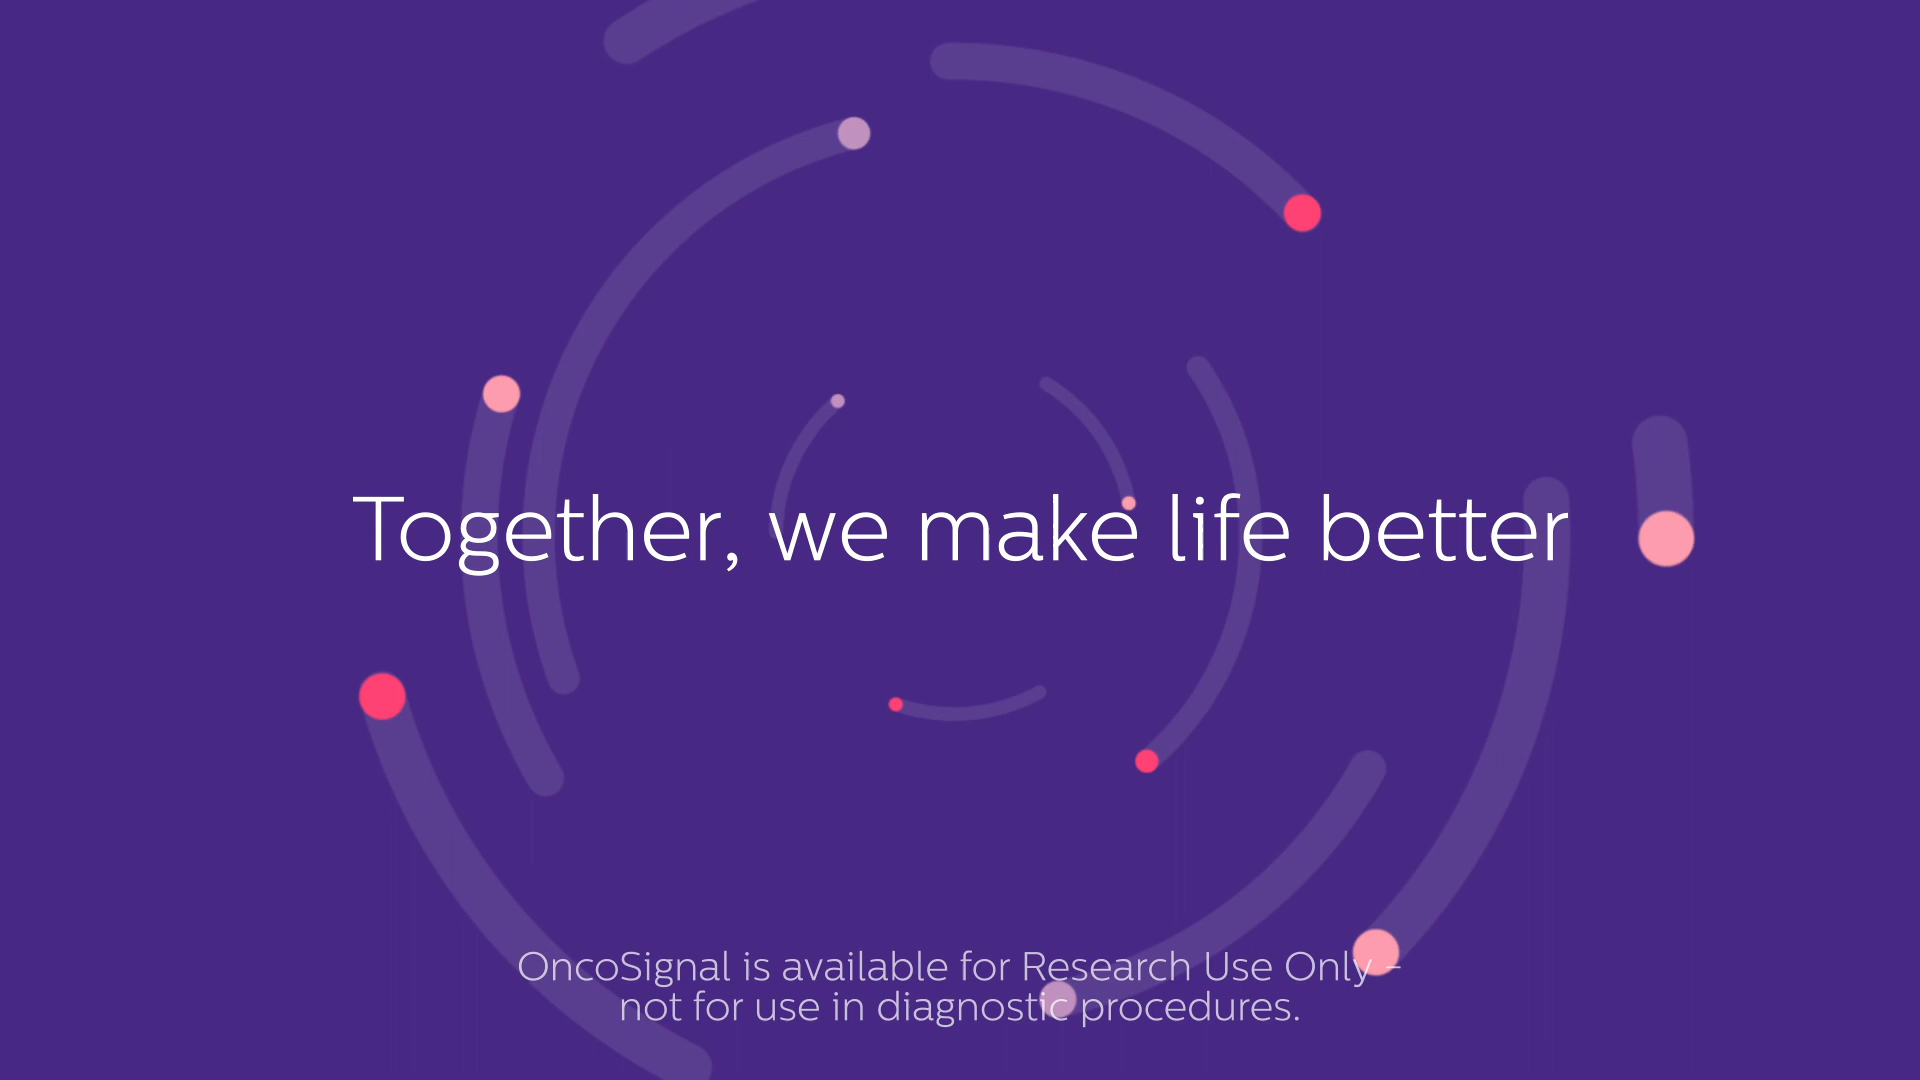 Together, we make life better
OncoSignal is available for Research Use Only –
not for use in diagnostic procedures.